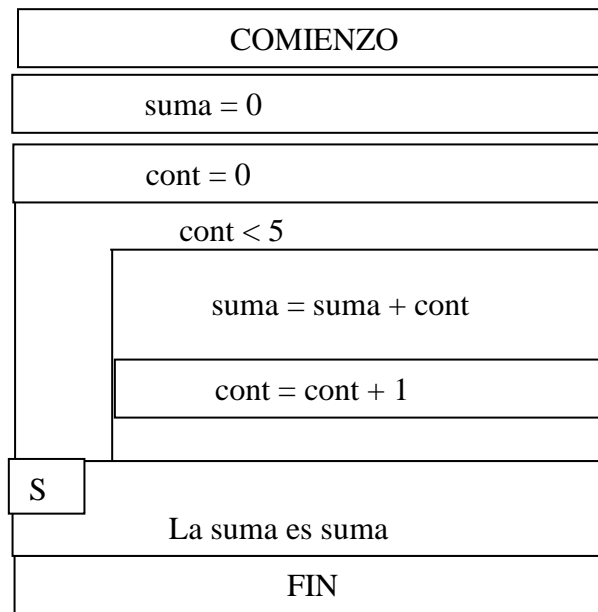 COMIENZO
suma = 0
cont = 0
cont < 5
suma = suma + cont
cont = cont + 1
S
La suma es suma
FIN